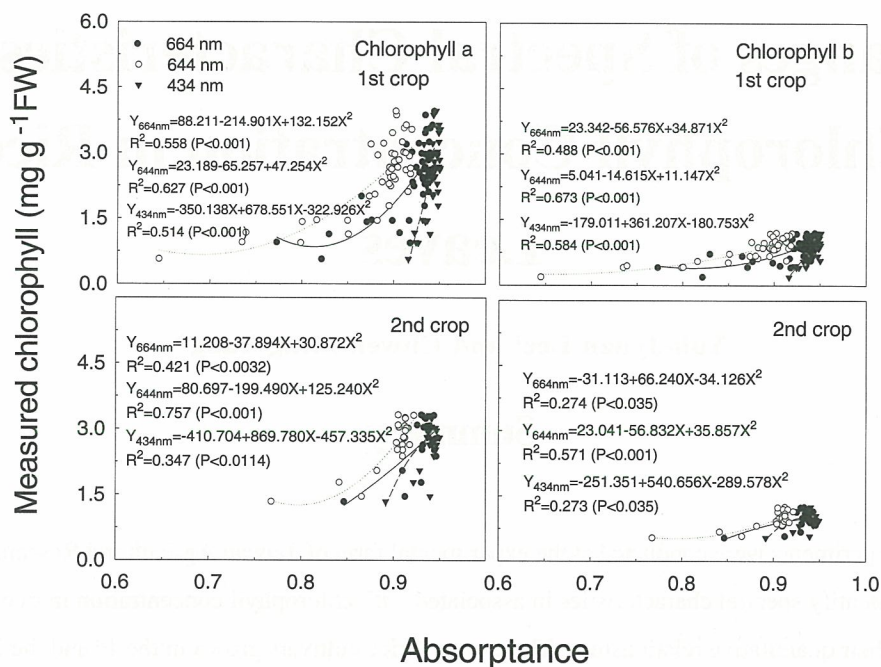 6.0
4.5
3.0
1.5
0.0
664 nm
644 nm
434 nm
Chlorophyll a
1st crop
Y664nm=88.211-214.901X+132.152X2
R2=0.558 (P<0.001)
Y644nm=23.189-65.257+47.254X2
R2=0.627 (P<0.001)
Y434nm=-350.138X+678.551X-322.926X2
R2=0.514 (P<0.001)
Chlorophyll b
1st crop
Y664nm=23.342-56.576X+34.871X2
R2=0.488 (P<0.001)
Y644nm=5.041-14.615X+11.147X2
R2=0.673 (P<0.001)
Y434nm=-179.011+361.207X-180.753X2
R2=0.584 (P<0.001)
Measured chlorophyll (mg g-1FW)
4.5
3.0
1.5
0.0
2nd crop
Y664nm=11.208-37.894X+30.872X2
R2=0.421 (P<0.0032)
Y644nm=80.697-199.490X+125.240X2
R2=0.757 (P<0.001)
Y434nm=-410.704+869.780X-457.335X2
R2=0.347 (P<0.0114)
2nd crop
Y664nm=-31.113+66.240X-34.126X2
R2=0.274 (P<0.035)
Y644nm=23.041-56.832X+35.857X2
R2=0.571 (P<0.001)
Y434nm=-251.351+540.656X-289.578X2
R2=0.273 (P<0.035)
0.6 0.7 0.8 0.9 0.6 0.7 0.8 0.9 1.0
Absorptance